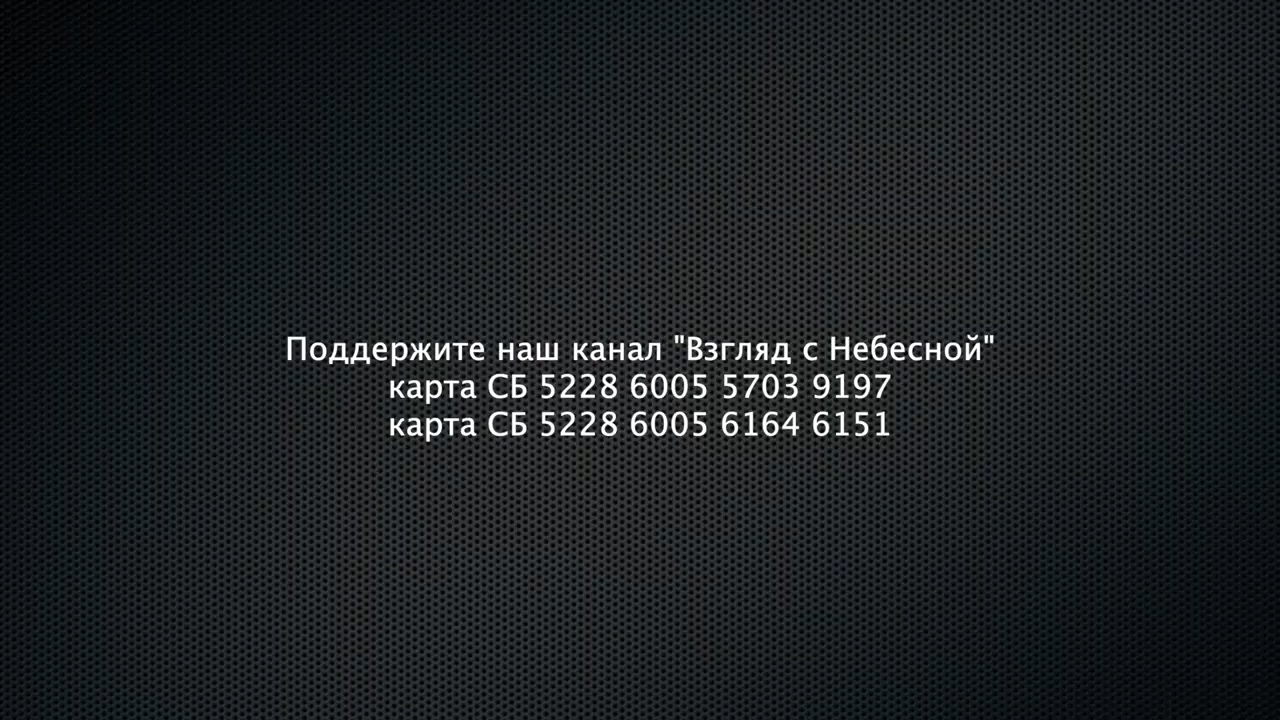 Поддержите наш канал "Взгляд с Небесной"
карта СБ 5228 6005 5703 9197
карта СБ 5228 6005 6164 6151